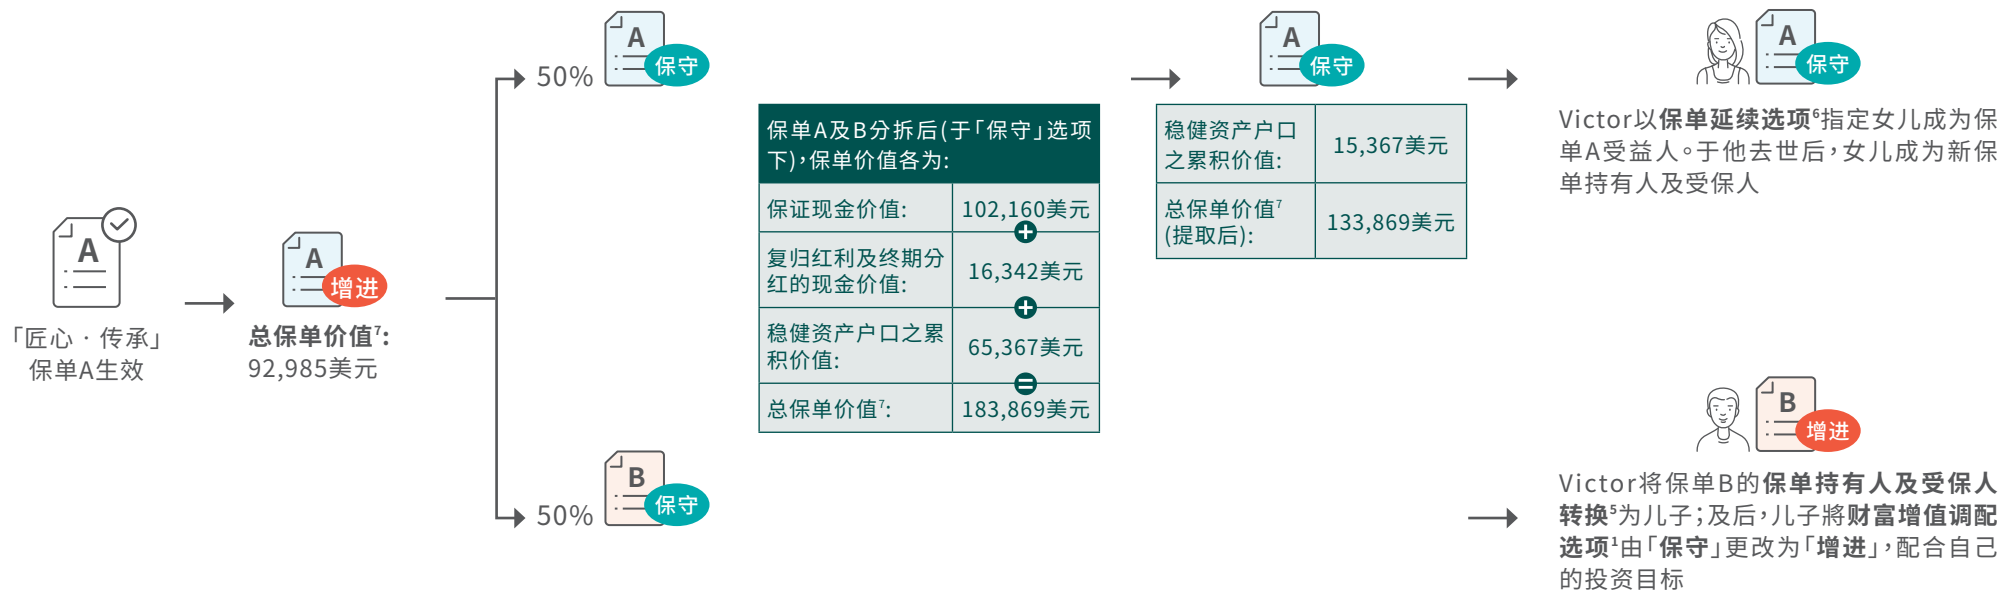 A
「匠心 · 传承」
保单A生效
A
增进
总保单价值⁷:
92,985美元
50%
A
保守
50%
B
保守
保单A及B分拆后(于「保守」选项
下),保单价值各为:
保证现金价值:
102,160美元
+
复归红利及终期分
红的现金价值:
16,342美元
+
稳健资产户口之累
积价值:
65,367美元
=
总保单价值⁷:
183,869美元
A
保守
稳健资产户口
之累积价值:
15,367美元
总保单价值⁷
(提取后):
133,869美元
A
保守
Victor以保单延续选项⁶指定女儿成为保
单A受益人。于他去世后,女儿成为新保
单持有人及受保人
B
增进
Victor将保单B的保单持有人及受保人
转换⁵为儿子;及后,儿子將财富增值调配
选项¹由「保守」更改为「增进」,配合自己
的投资目标